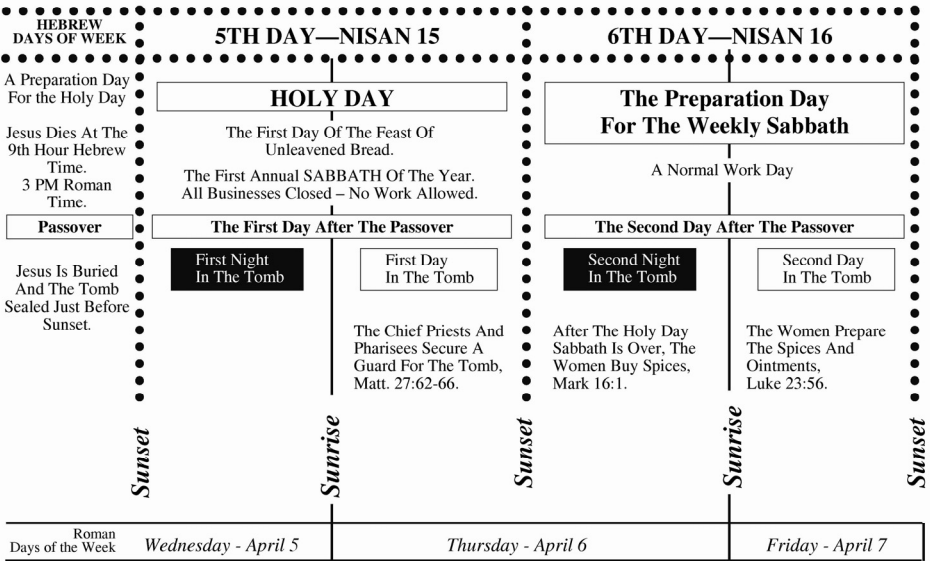 HEBREW
DAYS OF WEEK
5TH DAY—NISAN 15
6TH DAY—NISAN 16
A Preparation Day
For the Holy Day
Jesus Dies At The
9th Hour Hebrew
Time.
3 PM Roman
Time.
Passover
Jesus Is Buried
And The Tomb
Sealed Just Before
Sunset.
HOLY DAY
The First Day Of The Feast Of
Unleavened Bread.
The First Annual SABBATH Of The Year.
All Businesses Closed – No Work Allowed.
The First Day After The Passover
First Night
In The Tomb
First Day
In The Tomb
The Chief Priests And
Pharisees Secure A
Guard For The Tomb,
Matt. 27:62-66.
The Preparation Day
For The Weekly Sabbath
A Normal Work Day
The Second Day After The Passover
Second Night
In The Tomb
Second Day
In The Tomb
After The Holy Day
Sabbath Is Over, The
Women Buy Spices,
Mark 16:1.
The Women Prepare
The Spices And
Ointments,
Luke 23:56.
Sunset
Sunrise
Sunset
Sunrise
Sunset
Roman
Days of the Week
Wednesday - April 5
Thursday - April 6
Friday - April 7